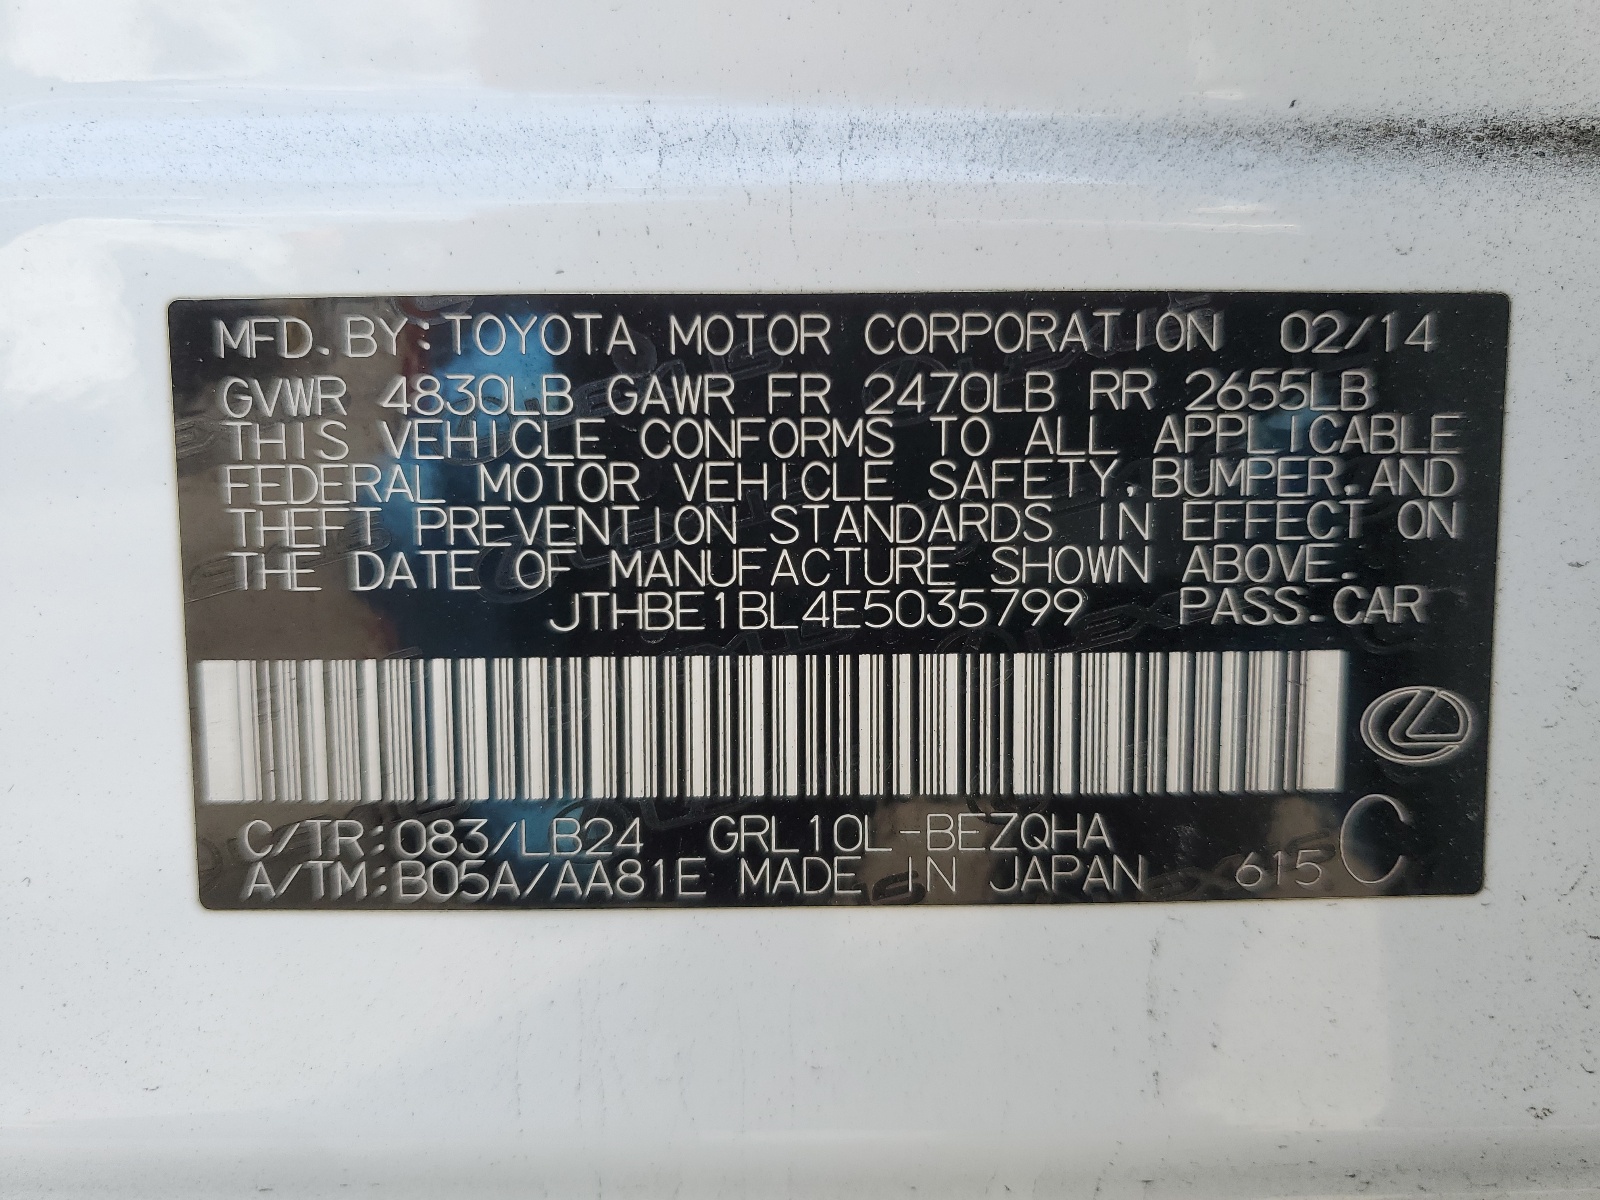 MFD.BY:TOYOTA MOTOR CORPORATION 02/14
GVWR 4830LB GAWR FR 2470LB RR 2655LB
THIS VEHICLE CONFORMS TO ALL APPLICABLE
FEDERAL MOTOR VEHICLE SAFETY,BUMPER,AND
THEFT PREVENTION STANDARDS IN EFFECT ON
THE DATE OF MANUFACTURE SHOWN ABOVE.
JTHBE1BL4E5035799 PASS.CAR
C/TR:083/LB24 GRL10L-BEZQHA
A/TM:B05A/AA81E MADE IN JAPAN 615 C